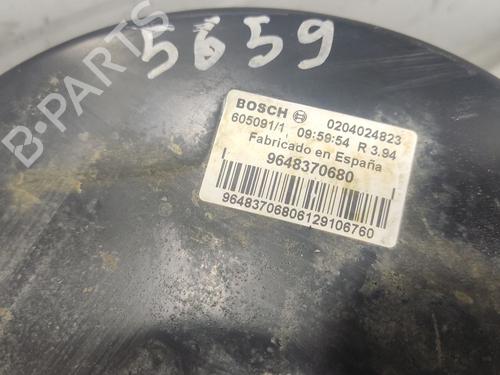 5659
BOSCH 0204024823
605091/1 09:59:54 R 3.94
Fabricado en España
9648370680
96483706806129106760
B-PARTS